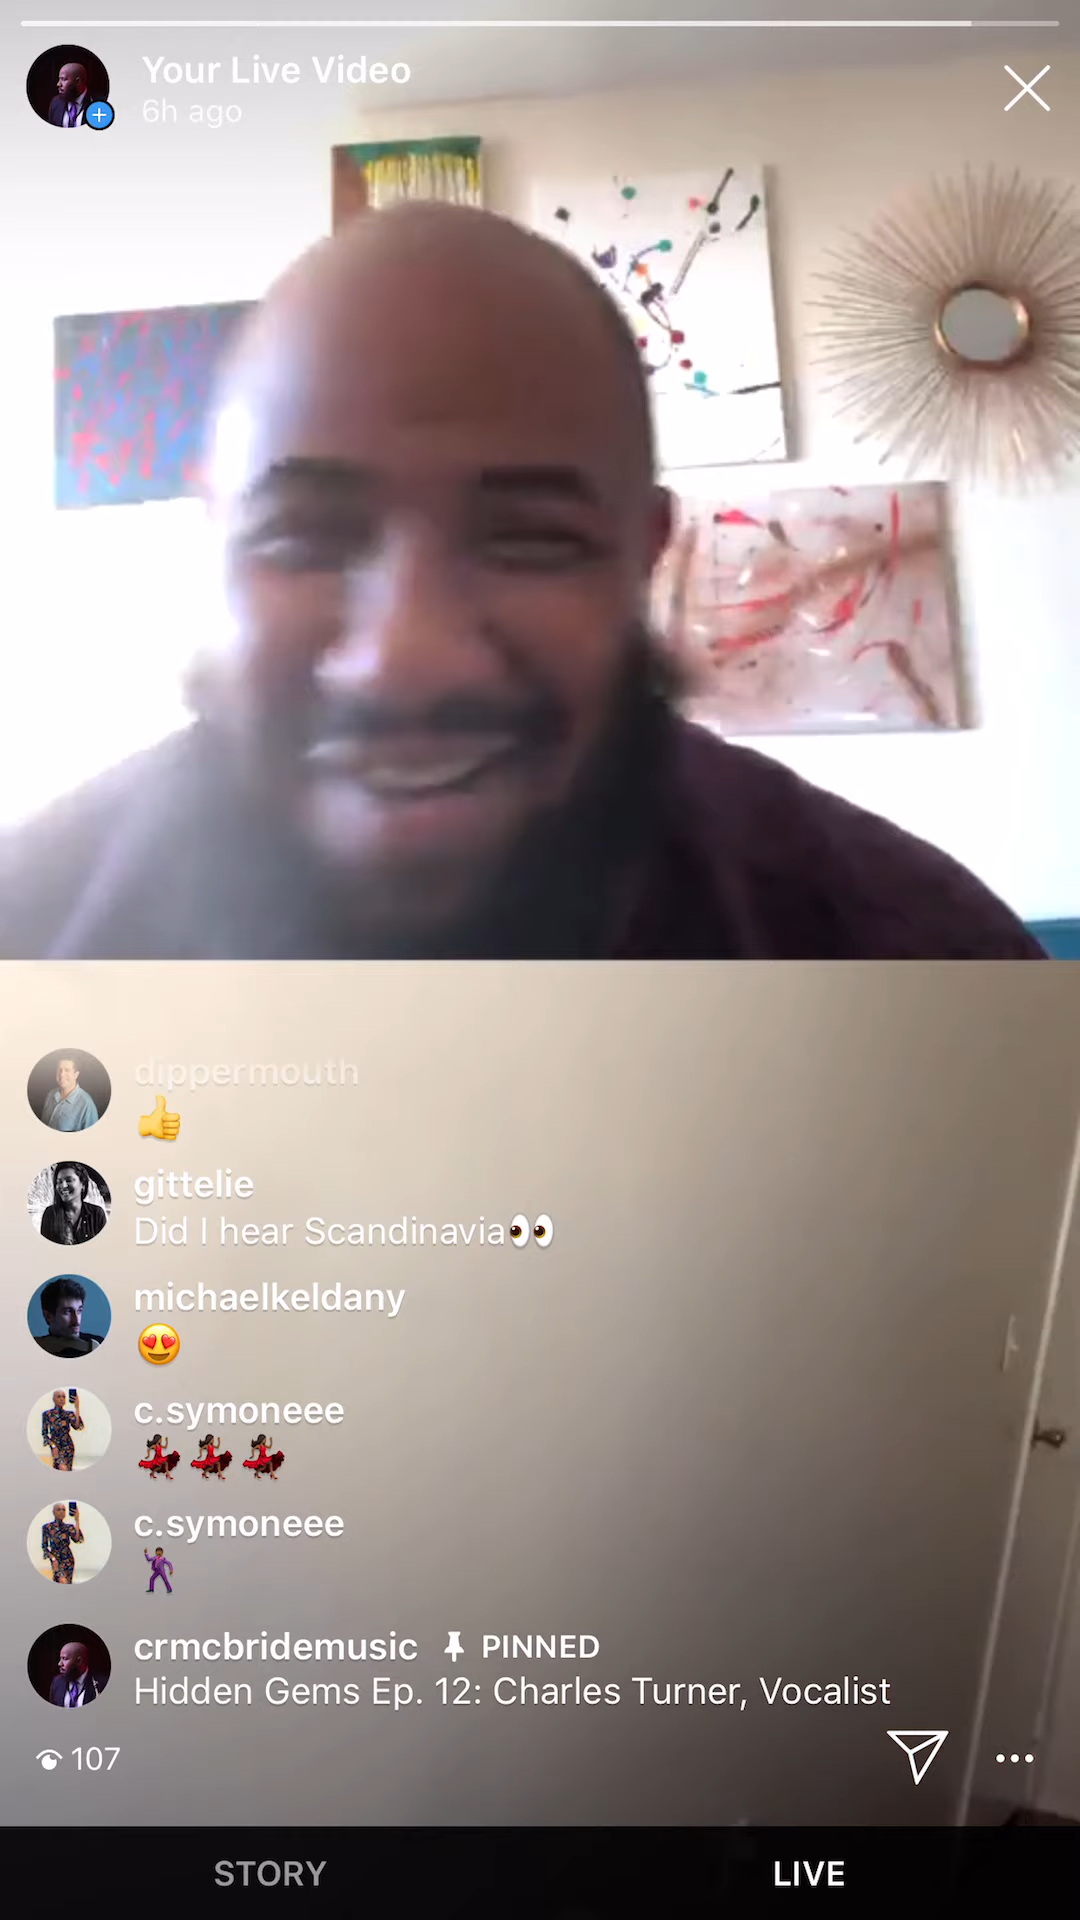 Your Live Video
6h ago
dippermouth
👍
gittelie
Did I hear Scandinavia👀
michaelkeldany
😍
c.symoneee
💃🏾💃🏾💃🏾
c.symoneee
🕺🏾
crmcbridemusic PINNED
Hidden Gems Ep. 12: Charles Turner, Vocalist
107
STORY LIVE